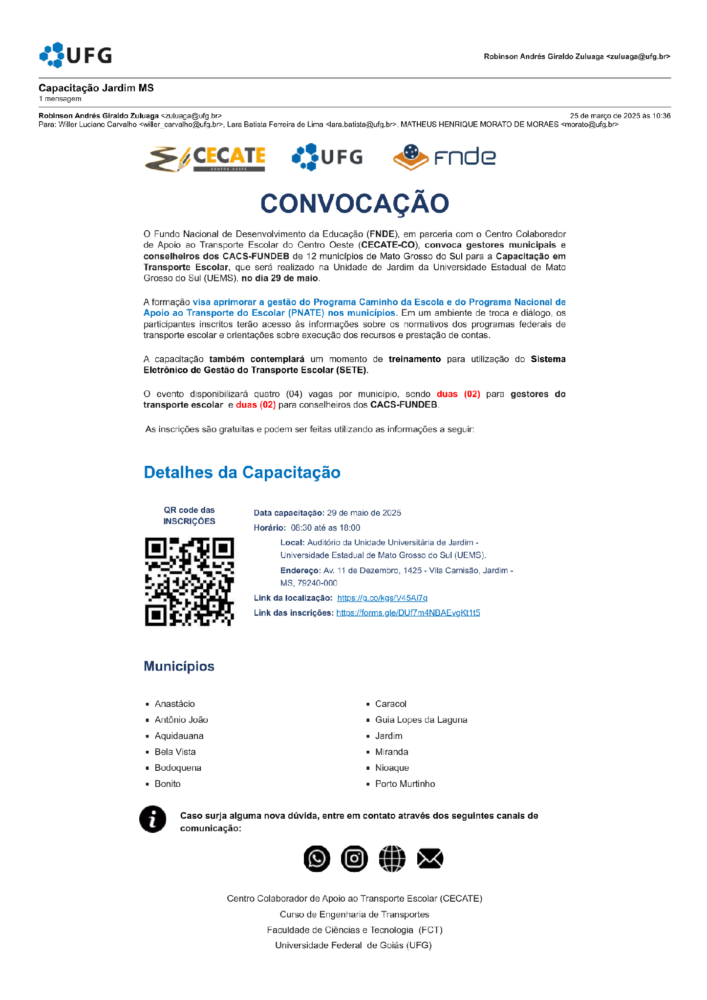 UFG
Robinson Andrés Giraldo Zuluaga <zuluaga@ufg.br>
Capacitação Jardim MS
1 mensagem
Robinson Andrés Giraldo Zuluaga <zuluaga@ufg.br>
25 de março de 2025 às 10:36
Para: Willer Luciano Carvalho <willer_carvalho@ufg.br>, Lara Batista Ferreira de Lima <lara.batista@ufg.br>, MATHEUS HENRIQUE MORATO DE MORAES <morato@ufg.br>
CECATE
CENTRO-OESTE
UFG
fnde
CONVOCAÇÃO
O Fundo Nacional de Desenvolvimento da Educação (FNDE), em parceria com o Centro Colaborador
de Apoio ao Transporte Escolar do Centro Oeste (CECATE-CO), convoca gestores municipais e
conselheiros dos CACS-FUNDEB de 12 municípios de Mato Grosso do Sul para a Capacitação em
Transporte Escolar, que será realizado na Unidade de Jardim da Universidade Estadual de Mato
Grosso do Sul (UEMS), no dia 29 de maio.
A formação visa aprimorar a gestão do Programa Caminho da Escola e do Programa Nacional de
Apoio ao Transporte do Escolar (PNATE) nos municípios. Em um ambiente de troca e diálogo, os
participantes inscritos terão acesso às informações sobre os normativos dos programas federais de
transporte escolar e orientações sobre execução dos recursos e prestação de contas.
A capacitação também contemplará um momento de treinamento para utilização do Sistema
Eletrônico de Gestão do Transporte Escolar (SETE).
O evento disponibilizará quatro (04) vagas por município, sendo duas (02) para gestores do
transporte escolar e duas (02) para conselheiros dos CACS-FUNDEB.
As inscrições são gratuitas e podem ser feitas utilizando as informações a seguir:
Detalhes da Capacitação
QR code das
INSCRIÇÕES
Data capacitação: 29 de maio de 2025
Horário: 08:30 até as 18:00
Local: Auditório da Unidade Universitária de Jardim -
Universidade Estadual de Mato Grosso do Sul (UEMS).
Endereço: Av. 11 de Dezembro, 1425 - Vila Camisão, Jardim -
MS, 79240-000
Link da localização: https://g.co/kgs/V45Ai7q
Link das inscrições: https://forms.gle/DUf7m4NBAEvgKt1t5
Municípios
▪ Anastácio
▪ Antônio João
▪ Aquidauana
▪ Bela Vista
▪ Bodoquena
▪ Bonito
▪ Caracol
▪ Guia Lopes da Laguna
▪ Jardim
▪ Miranda
▪ Nioaque
▪ Porto Murtinho
Caso surja alguma nova dúvida, entre em contato através dos seguintes canais de
comunicação:
Centro Colaborador de Apoio ao Transporte Escolar (CECATE)
Curso de Engenharia de Transportes
Faculdade de Ciências e Tecnologia (FCT)
Universidade Federal de Goiás (UFG)